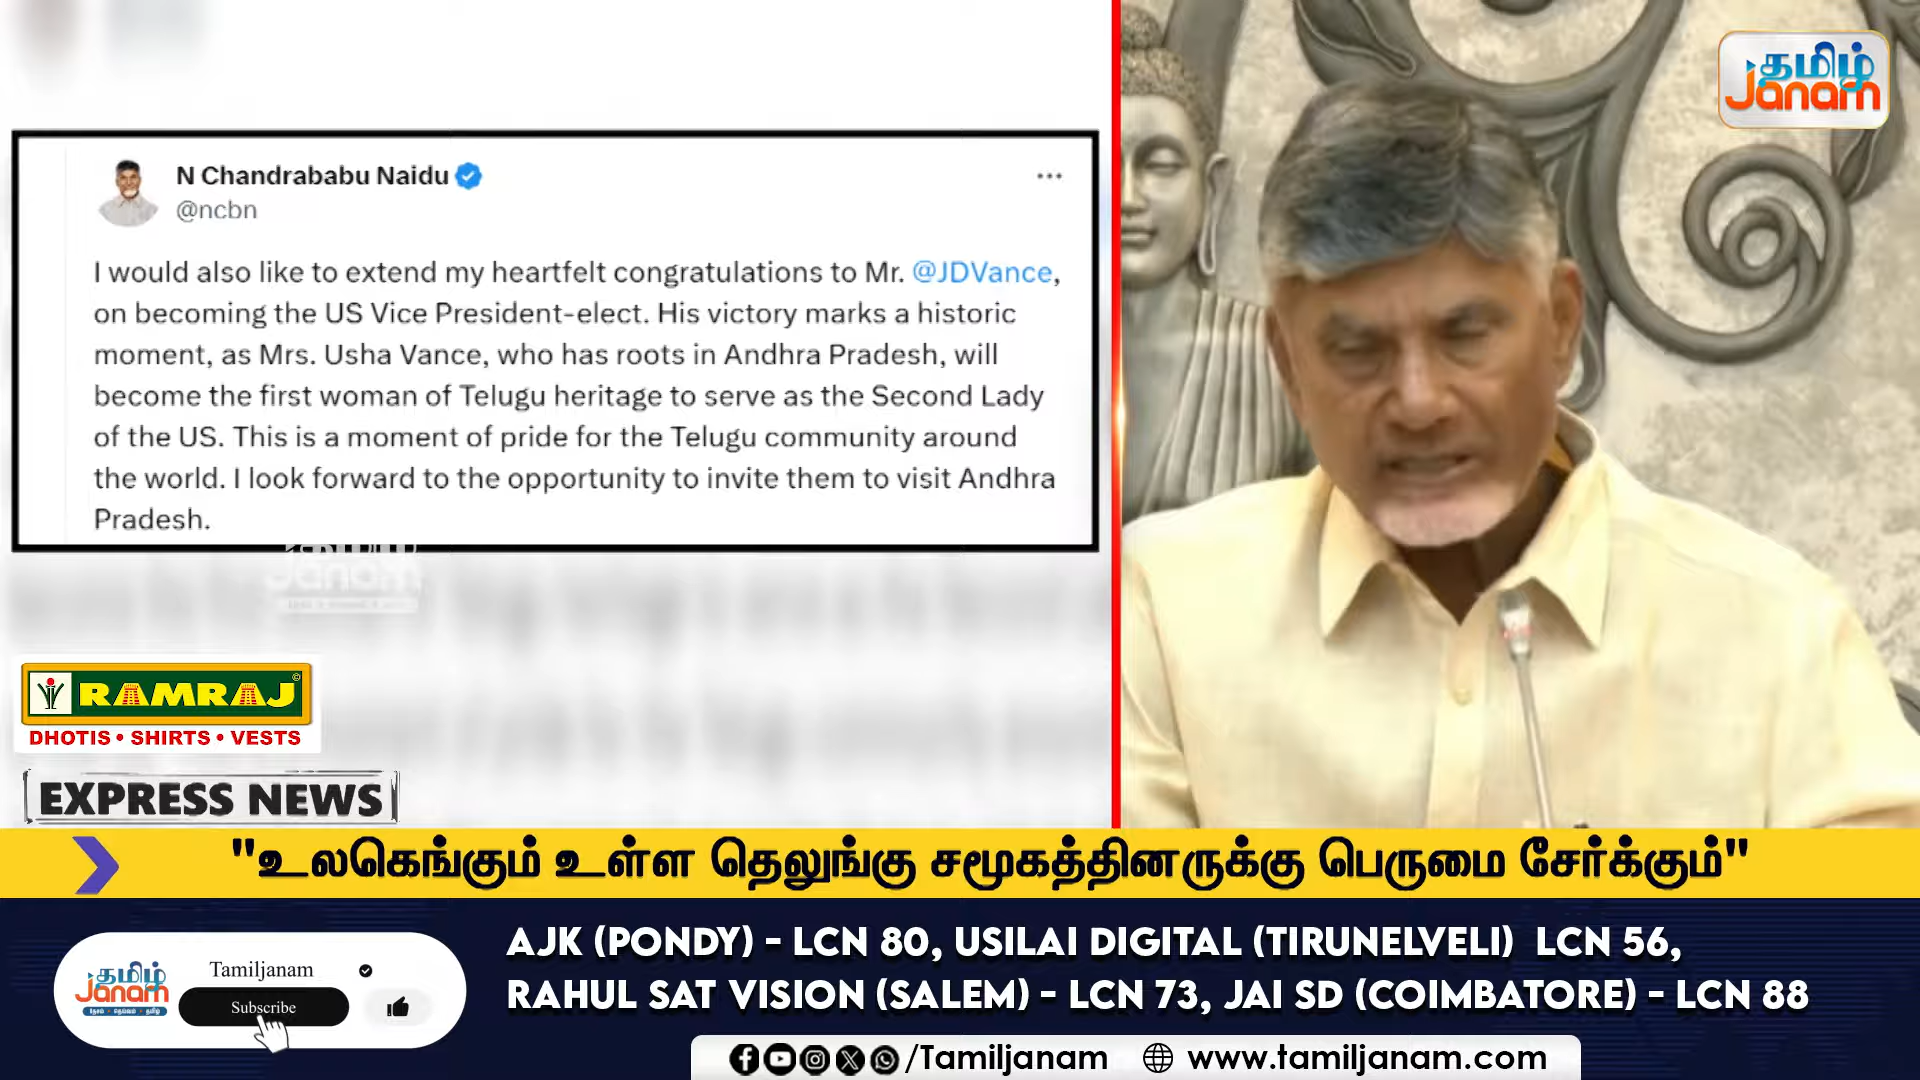 தமிழ்
Janam
N Chandrababu Naidu
@ncbn
I would also like to extend my heartfelt congratulations to Mr. @JDVance,
on becoming the US Vice President-elect. His victory marks a historic
moment, as Mrs. Usha Vance, who has roots in Andhra Pradesh, will
become the first woman of Telugu heritage to serve as the Second Lady
of the US. This is a moment of pride for the Telugu community around
the world. I look forward to the opportunity to invite them to visit Andhra
Pradesh.
தமிழ்
Janam
RAMRAJ ©
DHOTIS • SHIRTS • VESTS
EXPRESS NEWS
"உலகெங்கும் உள்ள தெலுங்கு சமூகத்தினருக்கு பெருமை சேர்க்கும்"
தமிழ்
Janam
தேசம் • தெய்வம் • தமிழ்
Tamiljanam
Subscribe
AJK (PONDY) - LCN 80, USILAI DIGITAL (TIRUNELVELI) LCN 56,
RAHUL SAT VISION (SALEM) - LCN 73, JAI SD (COIMBATORE) - LCN 88
/Tamiljanam www.tamiljanam.com